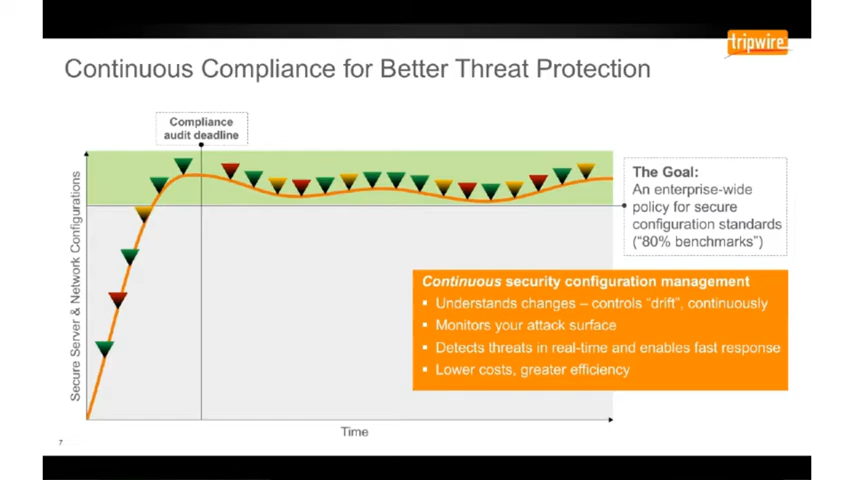 tripwire
Continuous Compliance for Better Threat Protection
Compliance
audit deadline
Secure Server & Network Configurations
The Goal:
An enterprise-wide
policy for secure
configuration standards
(“80% benchmarks”)
Continuous security configuration management
▪ Understands changes – controls “drift”, continuously
▪ Monitors your attack surface
▪ Detects threats in real-time and enables fast response
▪ Lower costs, greater efficiency
Time
7